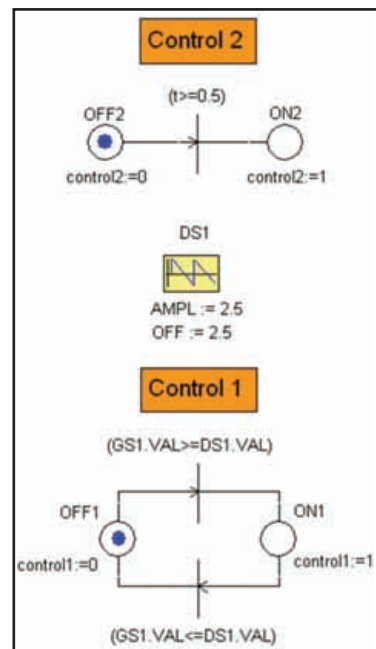 Control 2
(t>=0.5)
OFF2
ON2
control2:=0
control2:=1
DS1
AMPL := 2.5
OFF := 2.5
Control 1
(GS1.VAL>=DS1.VAL)
OFF1
ON1
control1:=0
control1:=1
(GS1.VAL<=DS1.VAL)